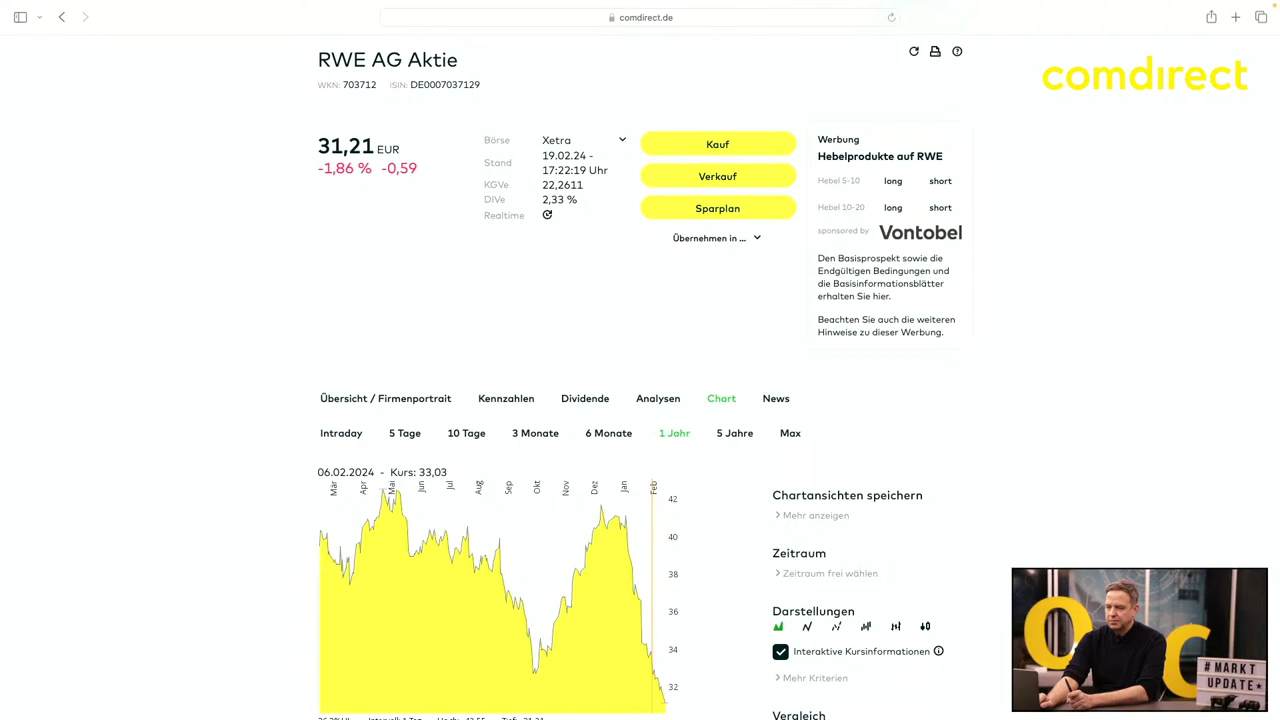 comdirect.de
RWE AG Aktie
WKN: 703712 ISIN: DE0007037129
comdirect
31,21 EUR
-1,86 % -0,59
Börse Xetra
Stand 19.02.24 -
17:22:19 Uhr
KGVe 22,2611
DIVe 2,33 %
Realtime
Kauf
Verkauf
Sparplan
Übernehmen in ...
Werbung
Hebelprodukte auf RWE
Hebel 5-10 long short
Hebel 10-20 long short
sponsored by Vontobel
Den Basisprospekt sowie die
Endgültigen Bedingungen und
die Basisinformationsblätter
erhalten Sie hier.
Beachten Sie auch die weiteren
Hinweise zu dieser Werbung.
Übersicht / Firmenportrait Kennzahlen Dividende Analysen Chart News
Intraday 5 Tage 10 Tage 3 Monate 6 Monate 1 Jahr 5 Jahre Max
06.02.2024 - Kurs: 33,03
Mär Apr Mai Jun Jul Aug Sep Okt Nov Dez Jan Feb
42
40
38
36
34
32
Chartansichten speichern
Mehr anzeigen
Zeitraum
Zeitraum frei wählen
Darstellungen
Interaktive Kursinformationen
Mehr Kriterien
Vergleich
#MARKT
UPDATE★